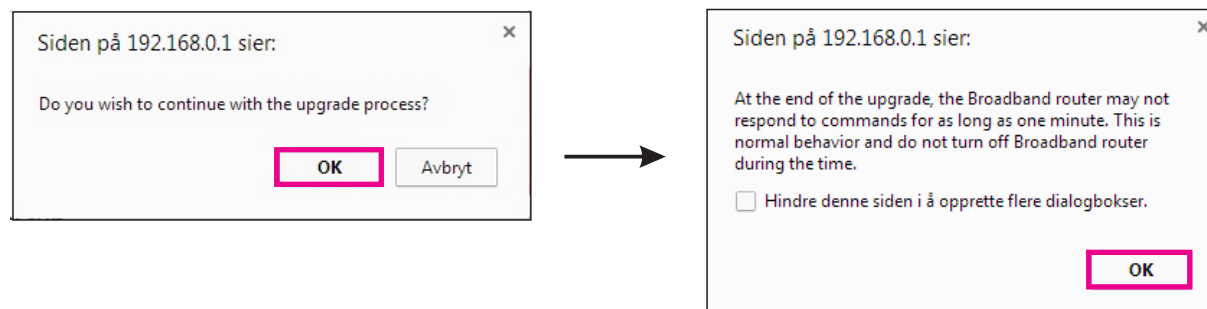 Siden på 192.168.0.1 sier:
Do you wish to continue with the upgrade process?
OK
Avbryt
Siden på 192.168.0.1 sier:
At the end of the upgrade, the Broadband router may not
respond to commands for as long as one minute. This is
normal behavior and do not turn off Broadband router
during the time.
Hindre denne siden i å opprette flere dialogbokser.
OK